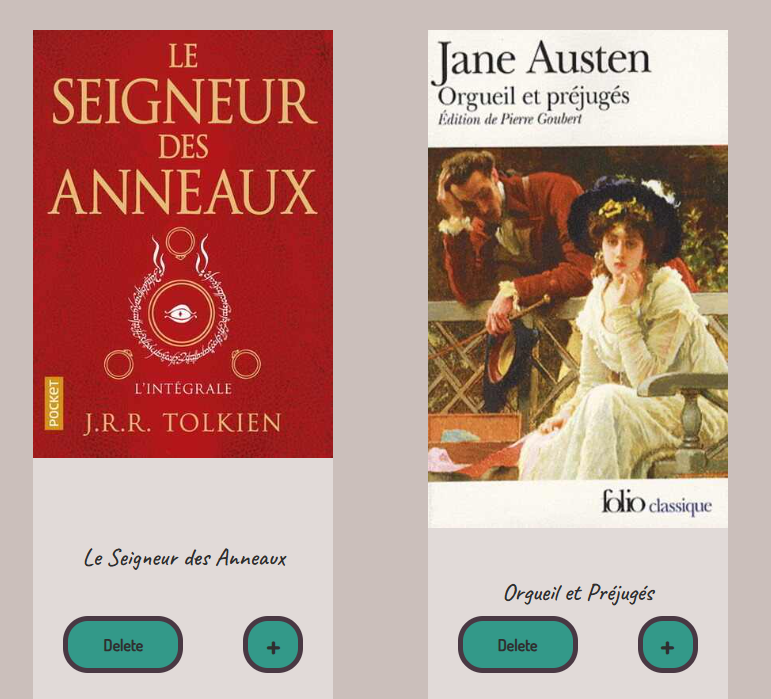 LE
SEIGNEUR
DES
ANNEAUX
L'INTÉGRALE
POCKET
J.R.R. TOLKIEN
Le Seigneur des Anneaux
Delete
+
Jane Austen
Orgueil et préjugés
Édition de Pierre Goubert
folio classique
Orgueil et Préjugés
Delete
+